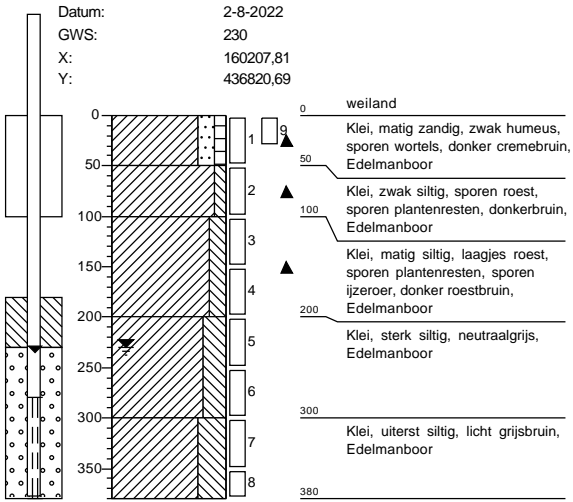 Datum: 2-8-2022
GWS: 230
X: 160207,81
Y: 436820,69
0
50
100
150
200
250
300
350
1
9
2
3
4
5
6
7
8
0
weiland
Klei, matig zandig, zwak humeus,
sporen wortels, donker cremebruin,
Edelmanboor
50
Klei, zwak siltig, sporen roest,
sporen plantenresten, donkerbruin,
Edelmanboor
100
Klei, matig siltig, laagjes roest,
sporen plantenresten, sporen
ijzeroer, donker roestbruin,
Edelmanboor
200
Klei, sterk siltig, neutraalgrijs,
Edelmanboor
300
Klei, uiterst siltig, licht grijsbruin,
Edelmanboor
380